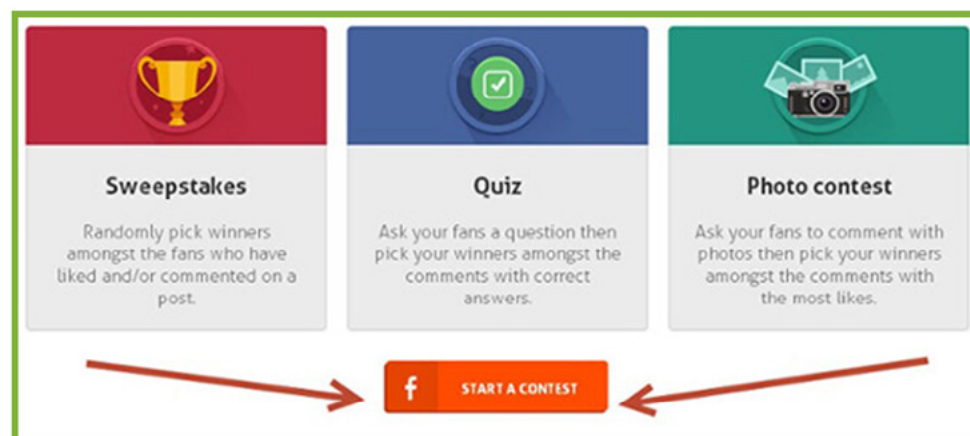 Sweepstakes
Randomly pick winners
amongst the fans who have
liked and/or commented on a
post.
Quiz
Ask your fans a question then
pick your winners amongst the
comments with correct
answers.
Photo contest
Ask your fans to comment with
photos then pick your winners
amongst the comments with
the most likes.
f START A CONTEST